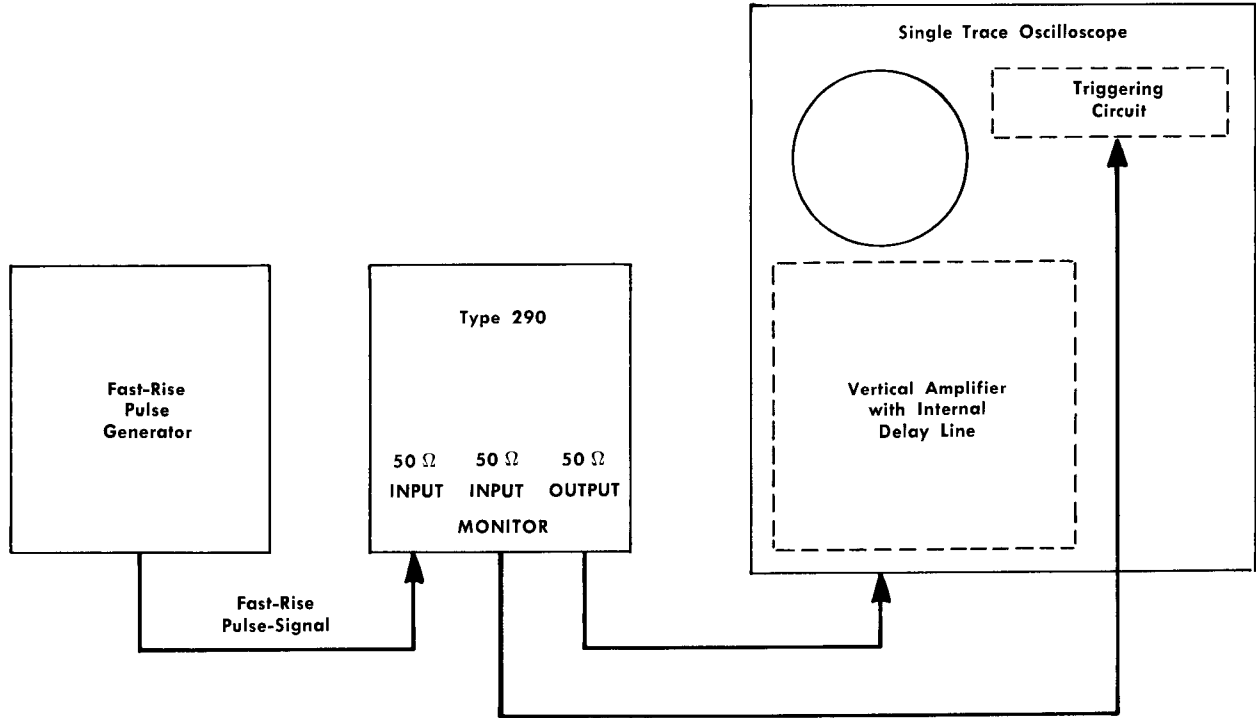 Single Trace Oscilloscope
Triggering
Circuit
Type 290
Fast-Rise
Pulse
Generator
Vertical Amplifier
with Internal
Delay Line
50 Ω 50 Ω 50 Ω
INPUT INPUT OUTPUT
MONITOR
Fast-Rise
Pulse-Signal